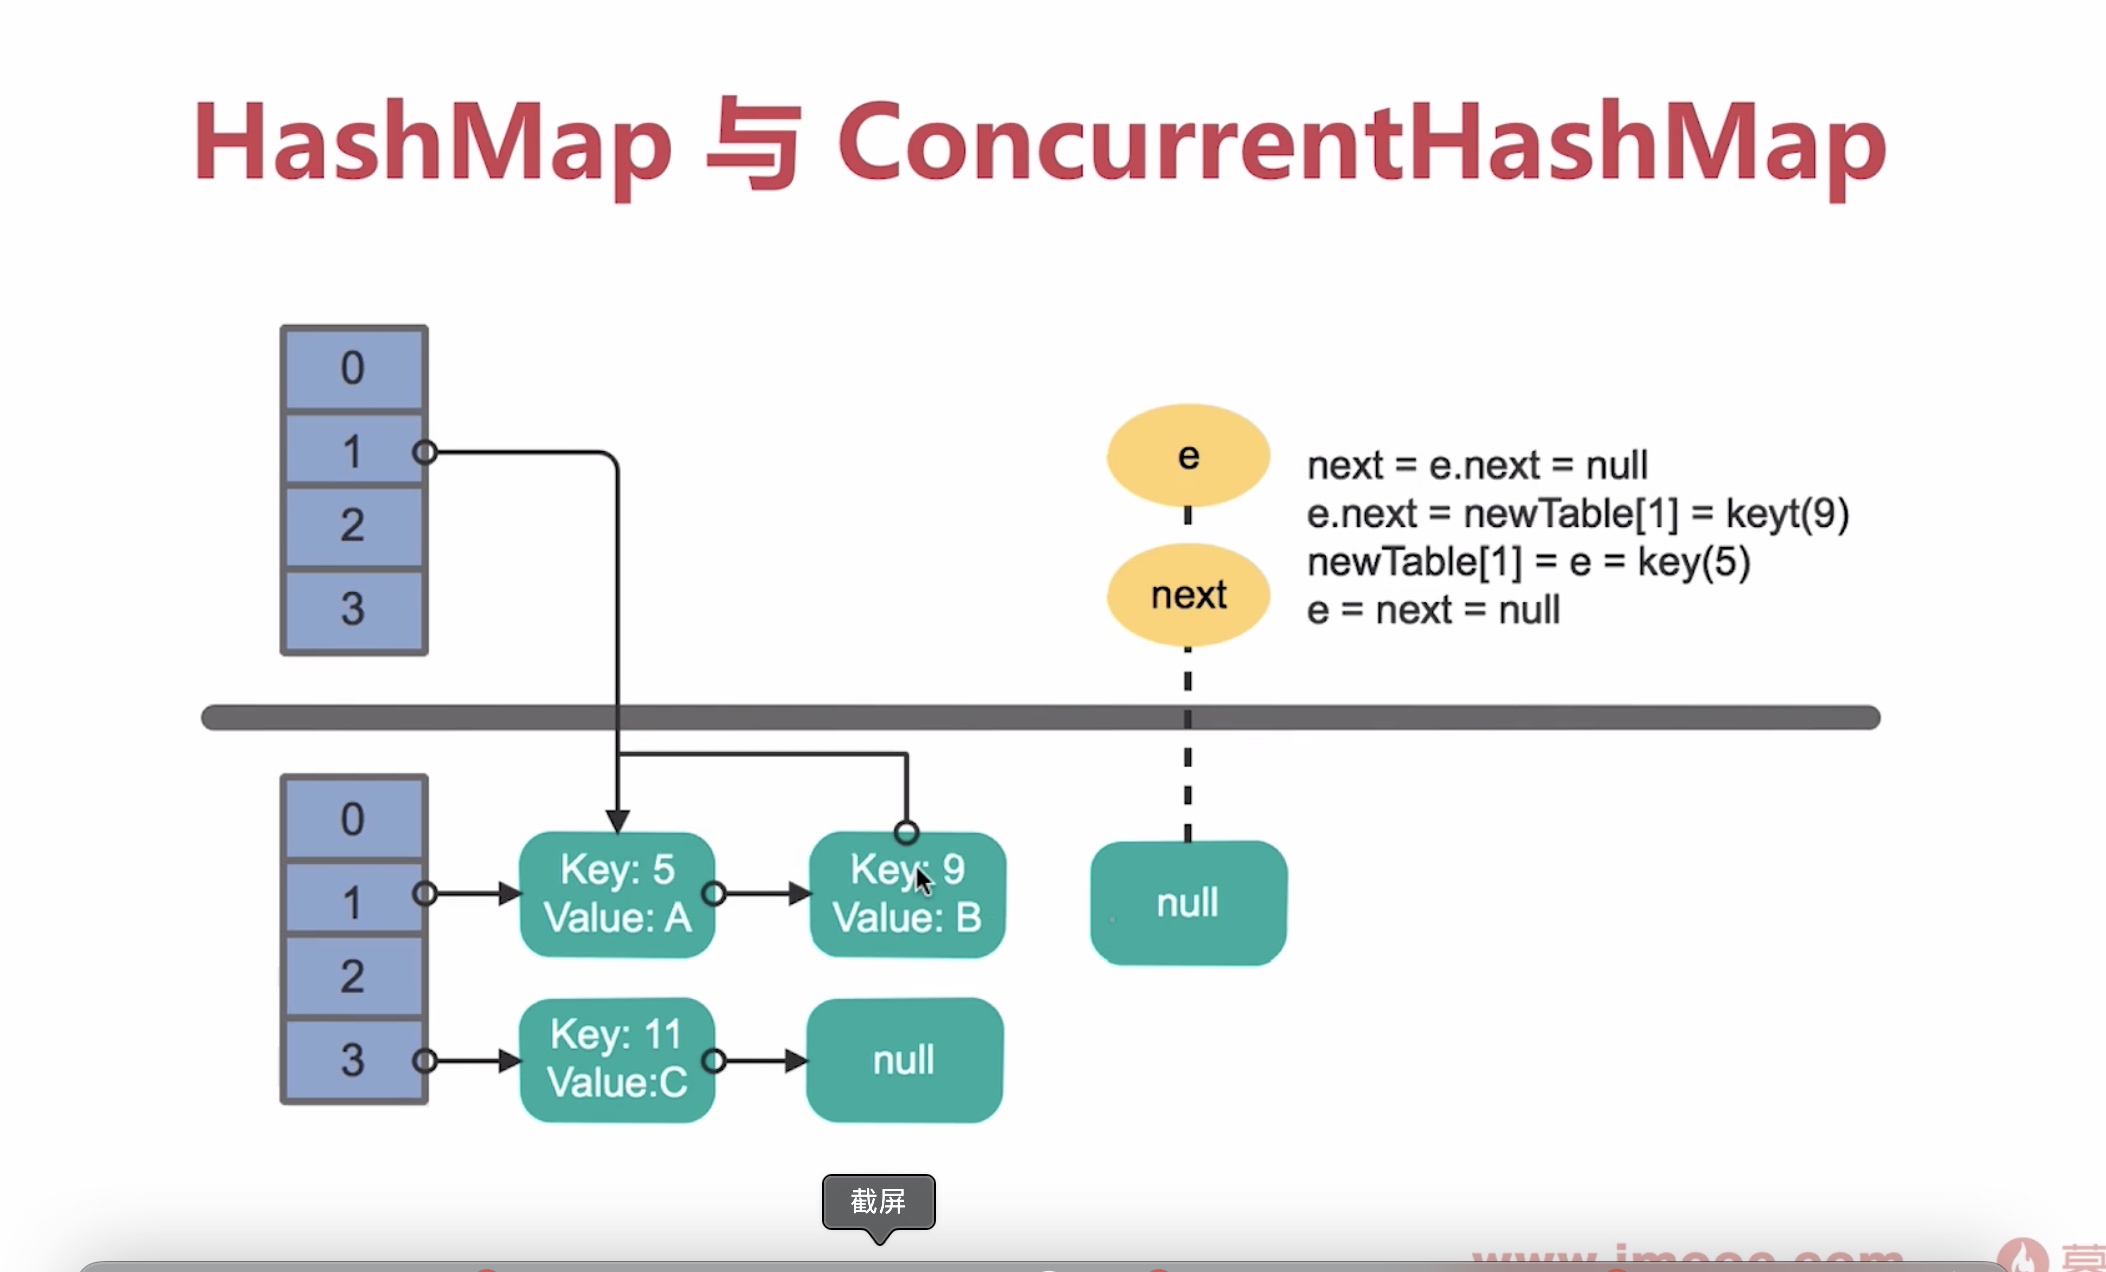 HashMap 与 ConcurrentHashMap
0
1
2
3
e
next
next = e.next = null
e.next = newTable[1] = keyt(9)
newTable[1] = e = key(5)
e = next = null
0
1
2
3
Key: 5
Value: A
Key: 9
Value: B
null
Key: 11
Value:C
null
截屏